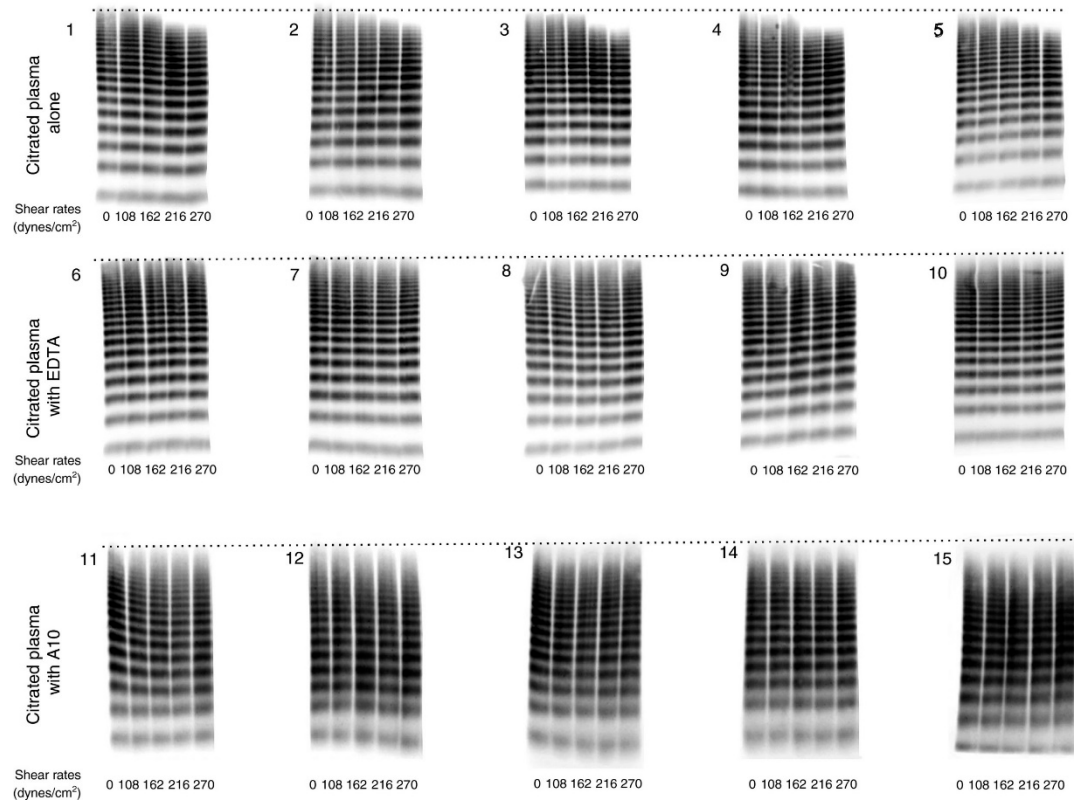 1
2
3
4
5
Citrated plasma
alone
Shear rates
(dynes/cm²)
0 108 162 216 270
0 108 162 216 270
0 108 162 216 270
0 108 162 216 270
0 108 162 216 270
6
7
8
9
10
Citrated plasma
with EDTA
Shear rates
(dynes/cm²)
0 108 162 216 270
0 108 162 216 270
0 108 162 216 270
0 108 162 216 270
0 108 162 216 270
11
12
13
14
15
Citrated plasma
with A10
Shear rates
(dynes/cm²)
0 108 162 216 270
0 108 162 216 270
0 108 162 216 270
0 108 162 216 270
0 108 162 216 270